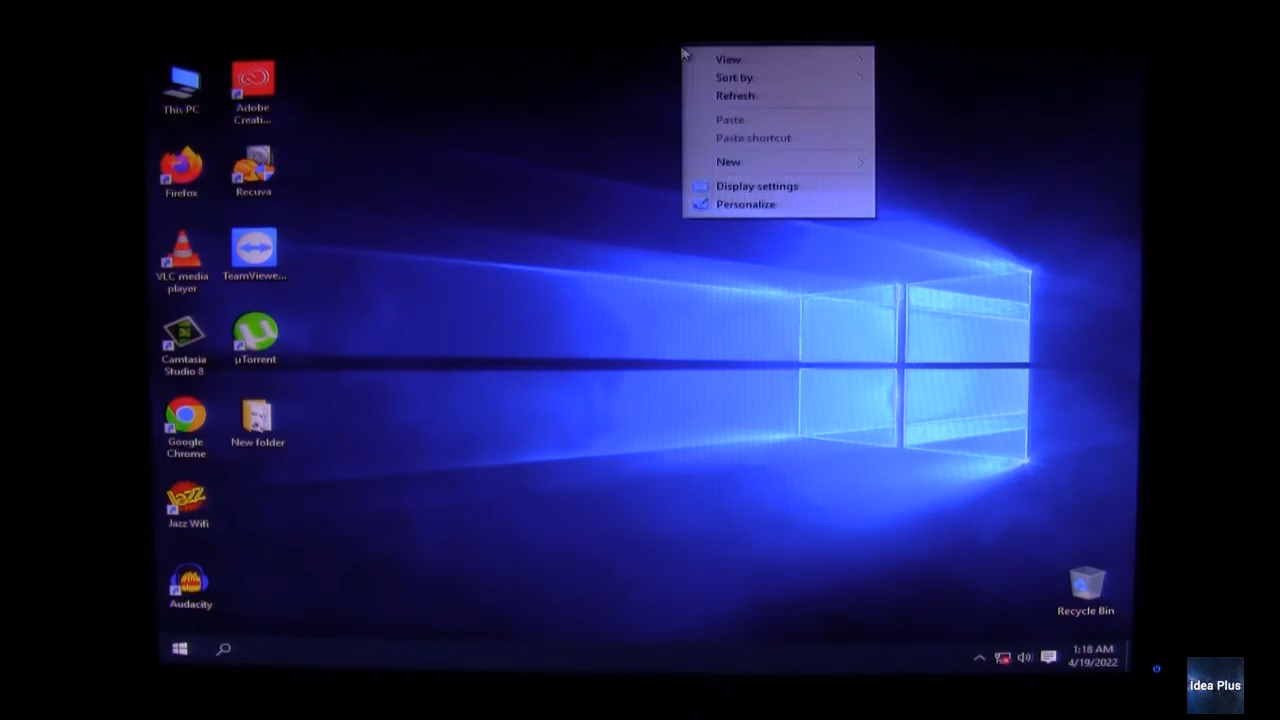 View
Sort by
Refresh
Paste
Paste shortcut
New
Display settings
Personalize
This PC
Adobe
Creati...
Firefox
Recuva
VLC media
player
TeamViewe...
Camtasia
Studio 8
µTorrent
Google
Chrome
New folder
Jazz
Jazz Wifi
Audacity
Recycle Bin
1:18 AM
4/19/2022
Idea Plus